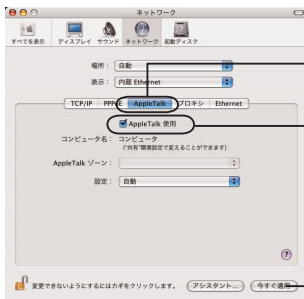 ネットワーク
すべてを表示 ディスプレイ サウンド ネットワーク 起動ディスク
場所： 自動
表示： 内蔵 Ethernet
TCP/IP PPPoE AppleTalk プロキシ Ethernet
AppleTalk 使用
コンピュータ名： コンピュータ
("共有"環境設定で変えることができます)
AppleTalk ゾーン：
設定： 自動
?
変更できないようにするにはカギをクリックします。 アシスタント... 今すぐ適用